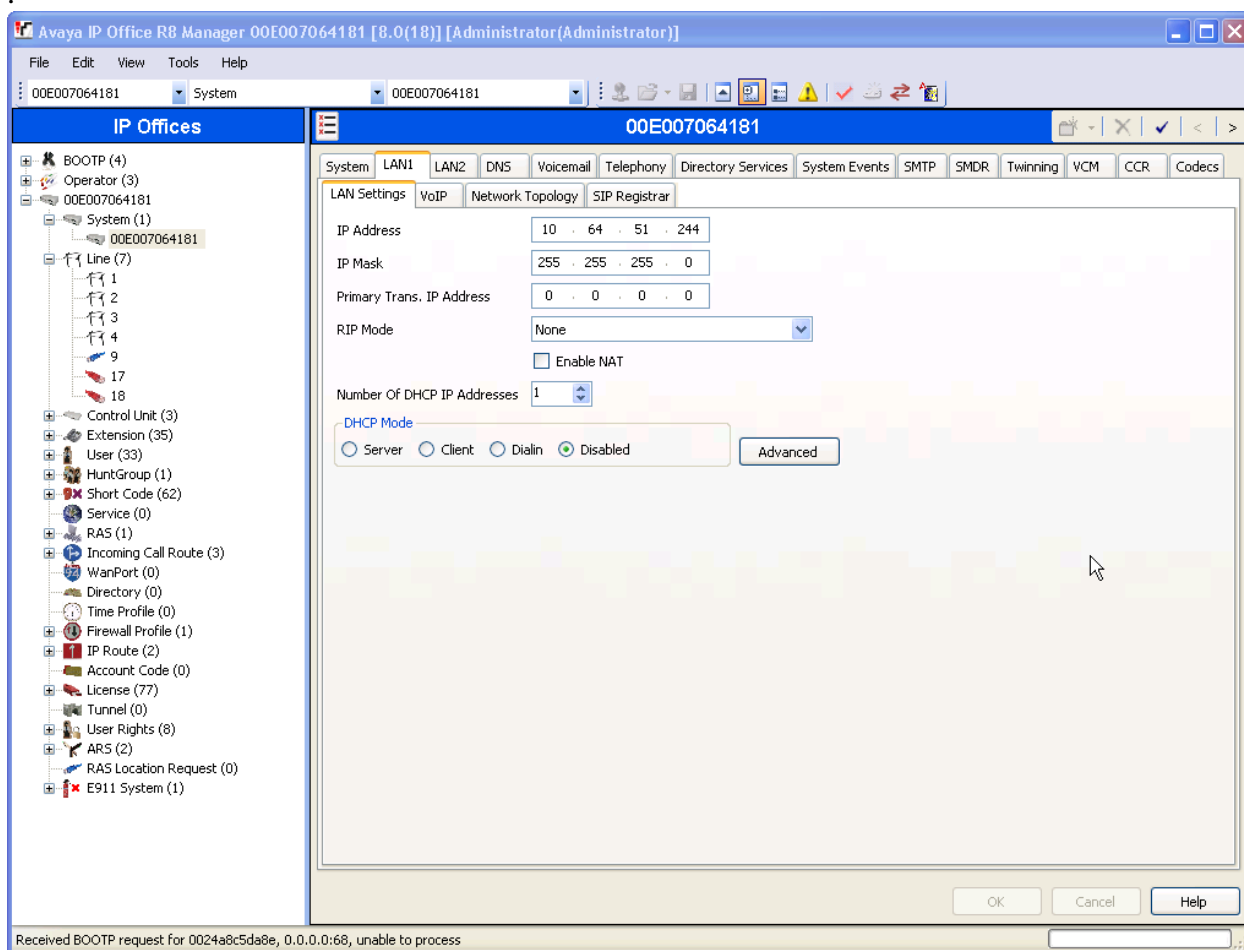 Avaya IP Office R8 Manager 00E007064181 [8.0(18)] [Administrator(Administrator)]
File Edit View Tools Help
00E007064181 System 00E007064181
IP Offices
00E007064181
BOOTP (4)
Operator (3)
00E007064181
System (1)
00E007064181
Line (7)
1
2
3
4
9
17
18
Control Unit (3)
Extension (35)
User (33)
HuntGroup (1)
Short Code (62)
Service (0)
RAS (1)
Incoming Call Route (3)
WanPort (0)
Directory (0)
Time Profile (0)
Firewall Profile (1)
IP Route (2)
Account Code (0)
License (77)
Tunnel (0)
User Rights (8)
ARS (2)
RAS Location Request (0)
E911 System (1)
System LAN1 LAN2 DNS Voicemail Telephony Directory Services System Events SMTP SMDR Twinning VCM CCR Codecs
LAN Settings VoIP Network Topology SIP Registrar
IP Address 10 . 64 . 51 . 244
IP Mask 255 . 255 . 255 . 0
Primary Trans. IP Address 0 . 0 . 0 . 0
RIP Mode None
Enable NAT
Number Of DHCP IP Addresses 1
DHCP Mode
Server Client Dialin Disabled Advanced
OK Cancel Help
Received BOOTP request for 0024a8c5da8e, 0.0.0.0:68, unable to process